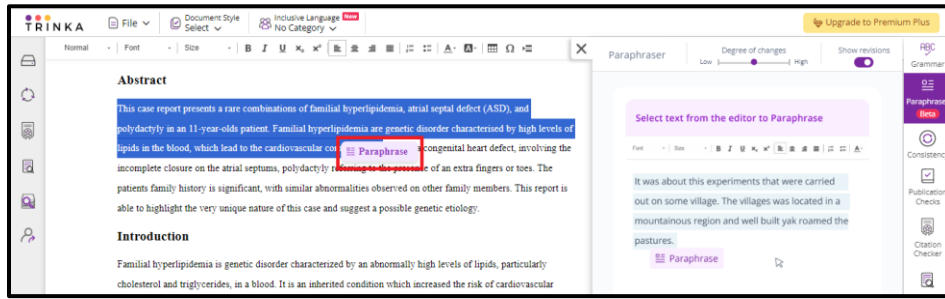 TRINKA
File
Document Style
Select
Inclusive Language New
No Category
Upgrade to Premium Plus
Normal Font Size B I U x₂ x² A Ω
Abstract
This case report presents a rare combinations of familial hyperlipidemia, atrial septal defect (ASD), and
polydactyly in an 11-year-olds patient. Familial hyperlipidemia are genetic disorder characterised by high levels of
lipids in the blood, which lead to the cardiovascular Paraphrase a congenital heart defect, involving the
incomplete closure on the atrial septums, polydactyly referring to the presence of an extra fingers or toes. The
patients family history is significant, with similar abnormalities observed on other family members. This report is
able to highlight the very unique nature of this case and suggest a possible genetic etiology.
Introduction
Familial hyperlipidemia is genetic disorder characterized by an abnormally high levels of lipids, particularly
cholesterol and triglycerides, in a blood. It is an inherited condition which increased the risk of cardiovascular
Paraphraser
Degree of changes
Low High
Show revisions
Select text from the editor to Paraphrase
Font Size B I U x₂ x² A
It was about this experiments that were carried
out on some village. The villages was located in a
mountainous region and well built yak roamed the
pastures.
Paraphrase
ABC
Grammar
Paraphrase
Beta
Consistenc
Publication
Checks
Citation
Checker